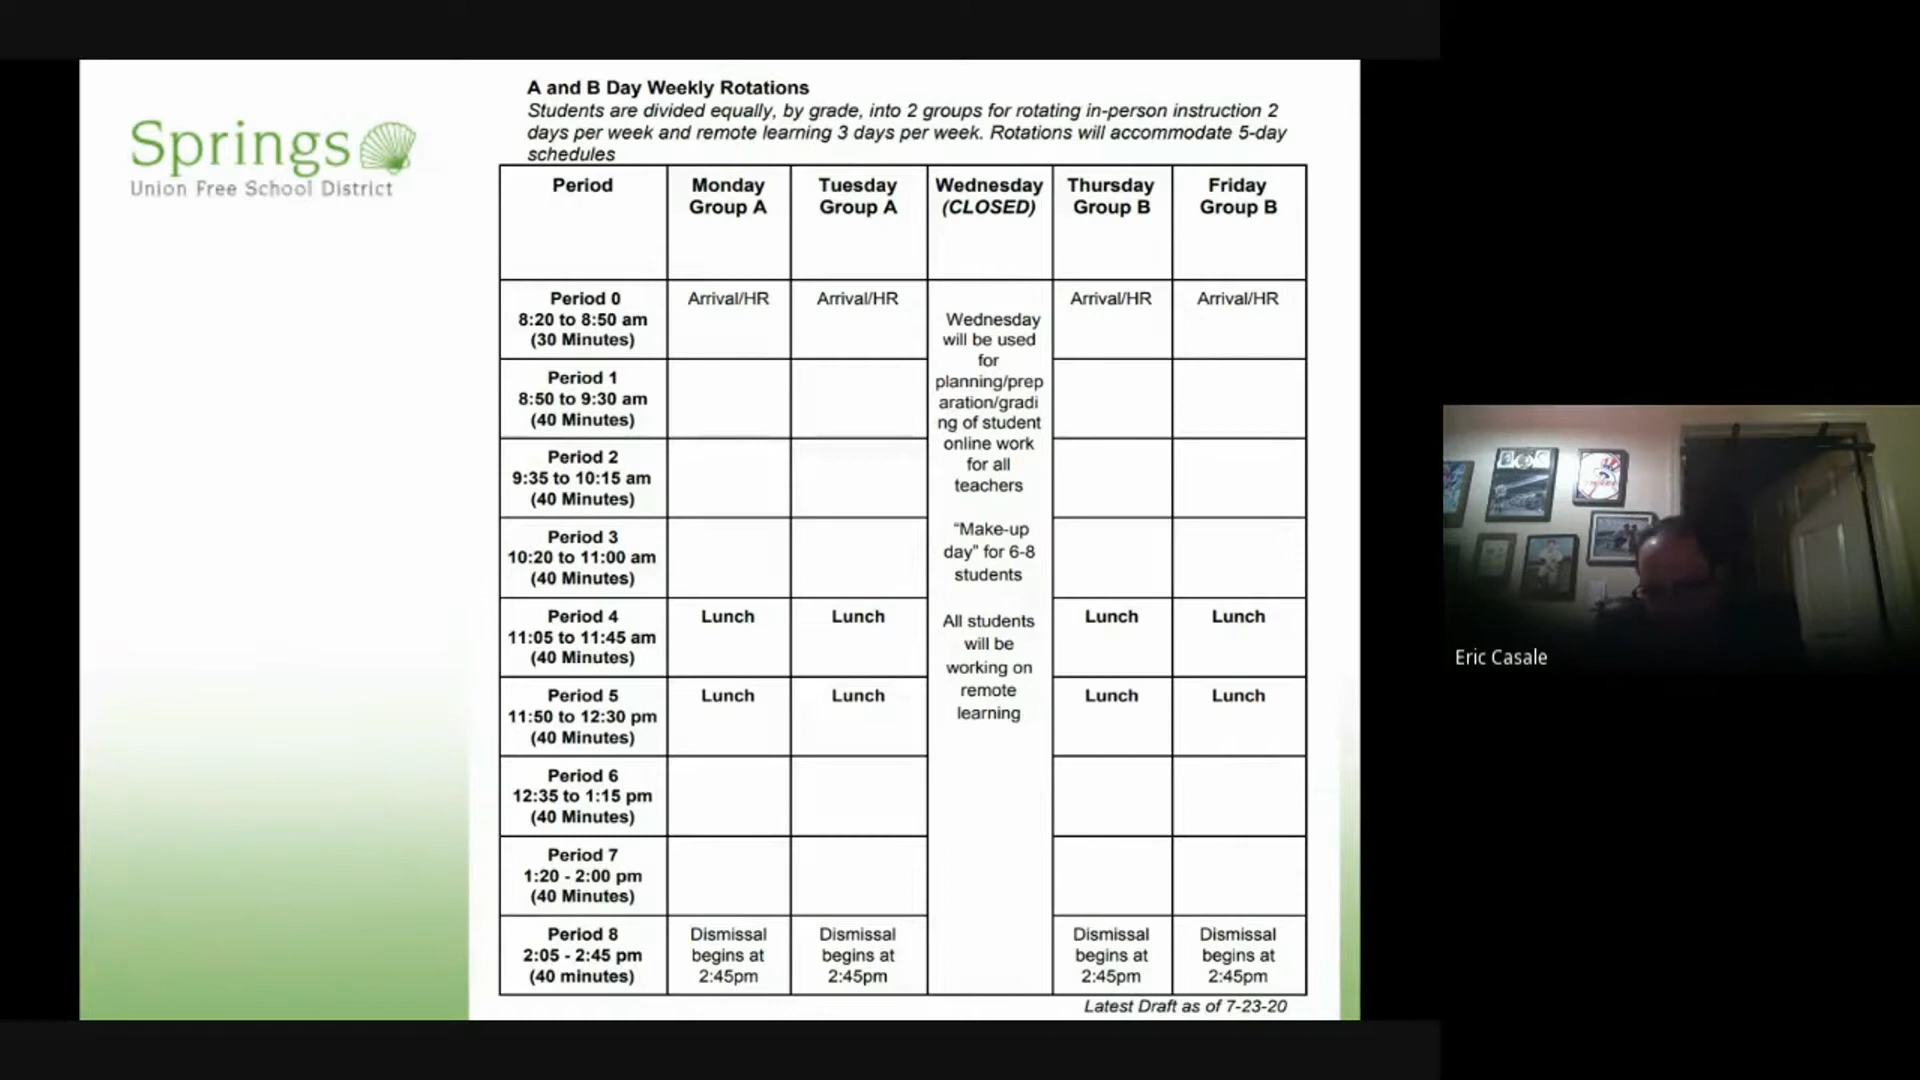 Springs
Union Free School District
A and B Day Weekly Rotations
Students are divided equally, by grade, into 2 groups for rotating in-person instruction 2
days per week and remote learning 3 days per week. Rotations will accommodate 5-day
schedules
Period
Monday
Group A
Tuesday
Group A
Wednesday
(CLOSED)
Thursday
Group B
Friday
Group B
Period 0
8:20 to 8:50 am
(30 Minutes)
Arrival/HR
Arrival/HR
Arrival/HR
Arrival/HR
Wednesday
will be used
for
planning/prep
aration/gradi
ng of student
online work
for all
teachers
“Make-up
day” for 6-8
students
All students
will be
working on
remote
learning
Period 1
8:50 to 9:30 am
(40 Minutes)
Period 2
9:35 to 10:15 am
(40 Minutes)
Period 3
10:20 to 11:00 am
(40 Minutes)
Period 4
11:05 to 11:45 am
(40 Minutes)
Lunch
Lunch
Lunch
Lunch
Period 5
11:50 to 12:30 pm
(40 Minutes)
Lunch
Lunch
Lunch
Lunch
Period 6
12:35 to 1:15 pm
(40 Minutes)
Period 7
1:20 - 2:00 pm
(40 Minutes)
Period 8
2:05 - 2:45 pm
(40 minutes)
Dismissal
begins at
2:45pm
Dismissal
begins at
2:45pm
Dismissal
begins at
2:45pm
Dismissal
begins at
2:45pm
Latest Draft as of 7-23-20
Eric Casale